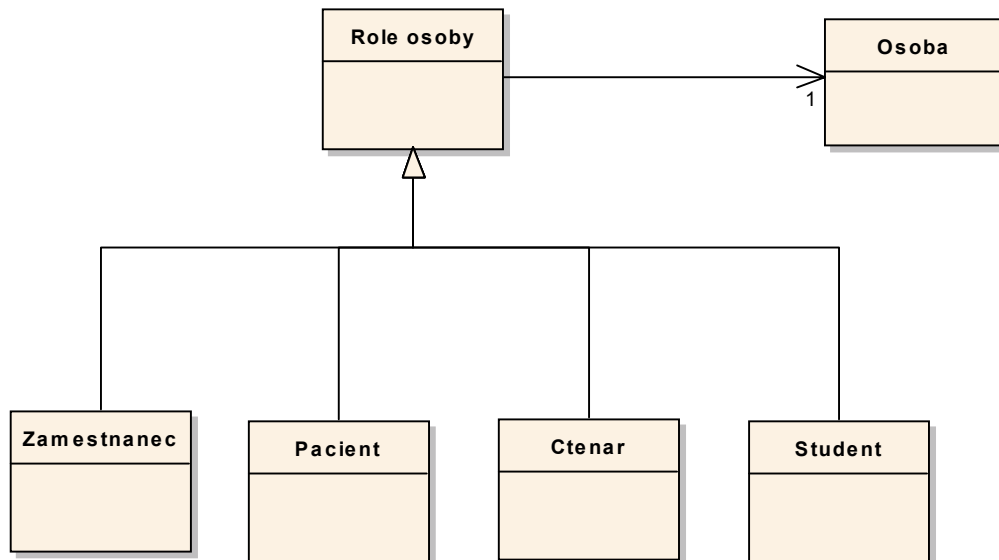 Role osoby
Osoba
1
Zamestnanec
Pacient
Ctenar
Student